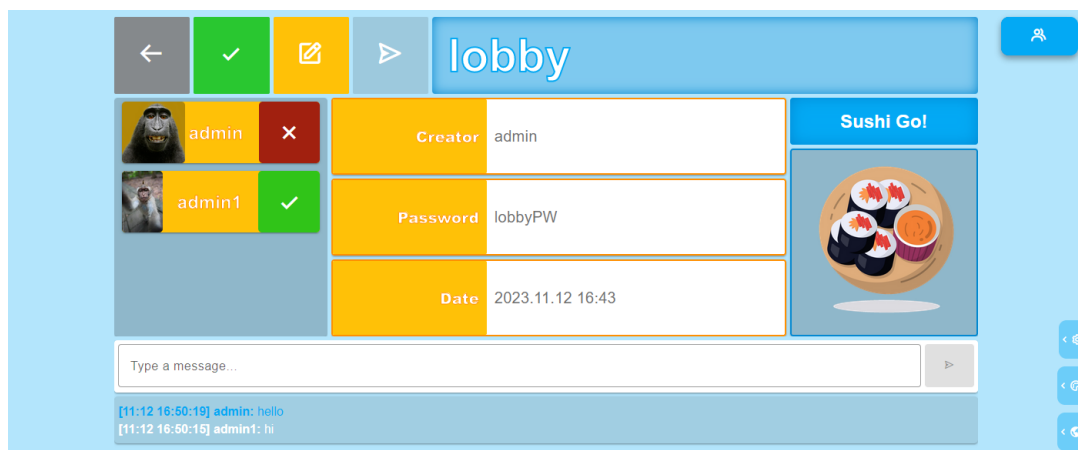 lobby
admin
admin1
Creator
admin
Password
lobbyPW
Date
2023.11.12 16:43
Sushi Go!
Type a message...
[11:12 16:50:19] admin: hello
[11:12 16:50:15] admin1: hi